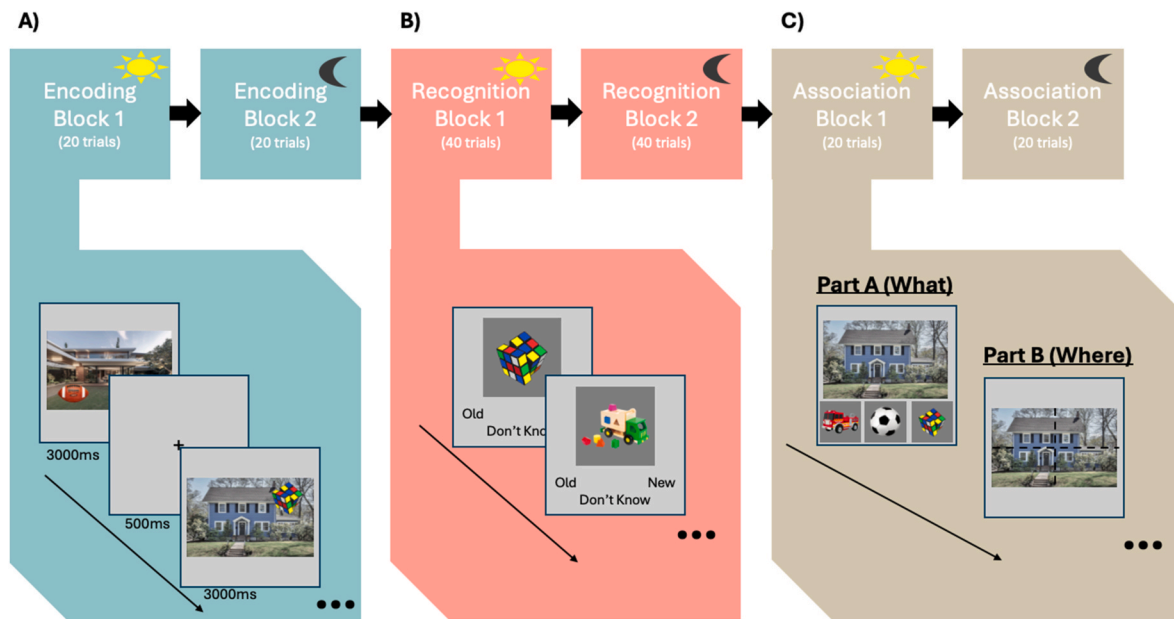 A)
Encoding
Block 1
(20 trials)
Encoding
Block 2
(20 trials)
3000ms
+
500ms
3000ms
B)
Recognition
Block 1
(40 trials)
Recognition
Block 2
(40 trials)
Old
Don't Kno
Old New
Don't Know
C)
Association
Block 1
(20 trials)
Association
Block 2
(20 trials)
Part A (What)
Part B (Where)